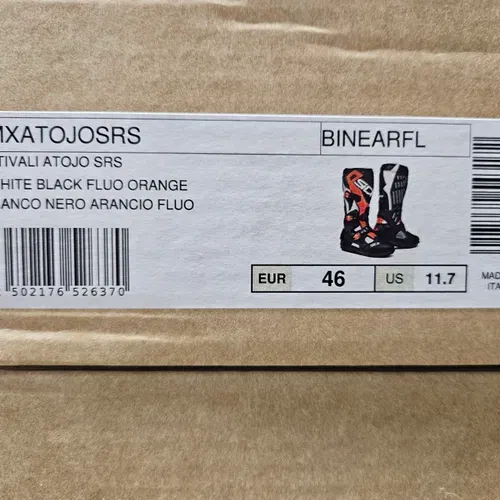 MXATOJOSRS
BINEARFL
TIVALI ATOJO SRS
HITE BLACK FLUO ORANGE
ANCO NERO ARANCIO FLUO
SIDI
502176 526370
EUR 46 US 11.7
MAD
ITA